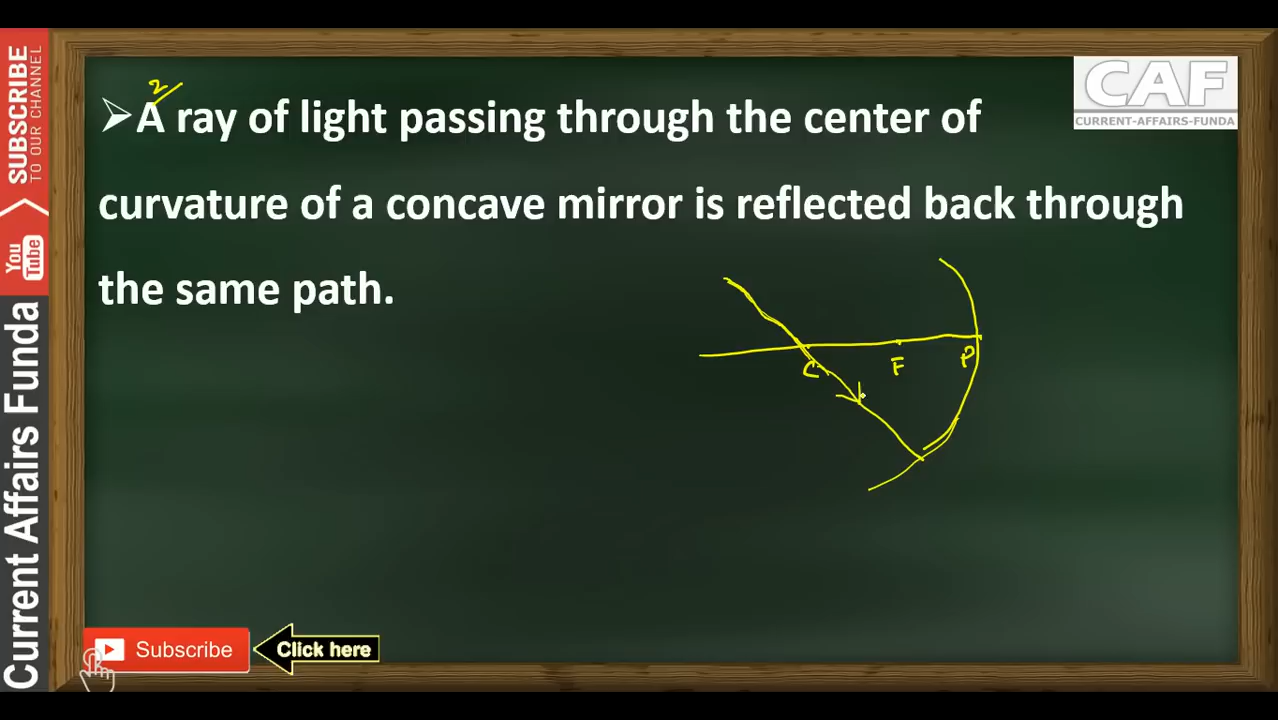 2
➢A ray of light passing through the center of
curvature of a concave mirror is reflected back through
the same path.
C F P
CAF
CURRENT-AFFAIRS-FUNDA
SUBSCRIBE
TO OUR CHANNEL
You
Tube
Current Affairs Funda
Subscribe
Click here